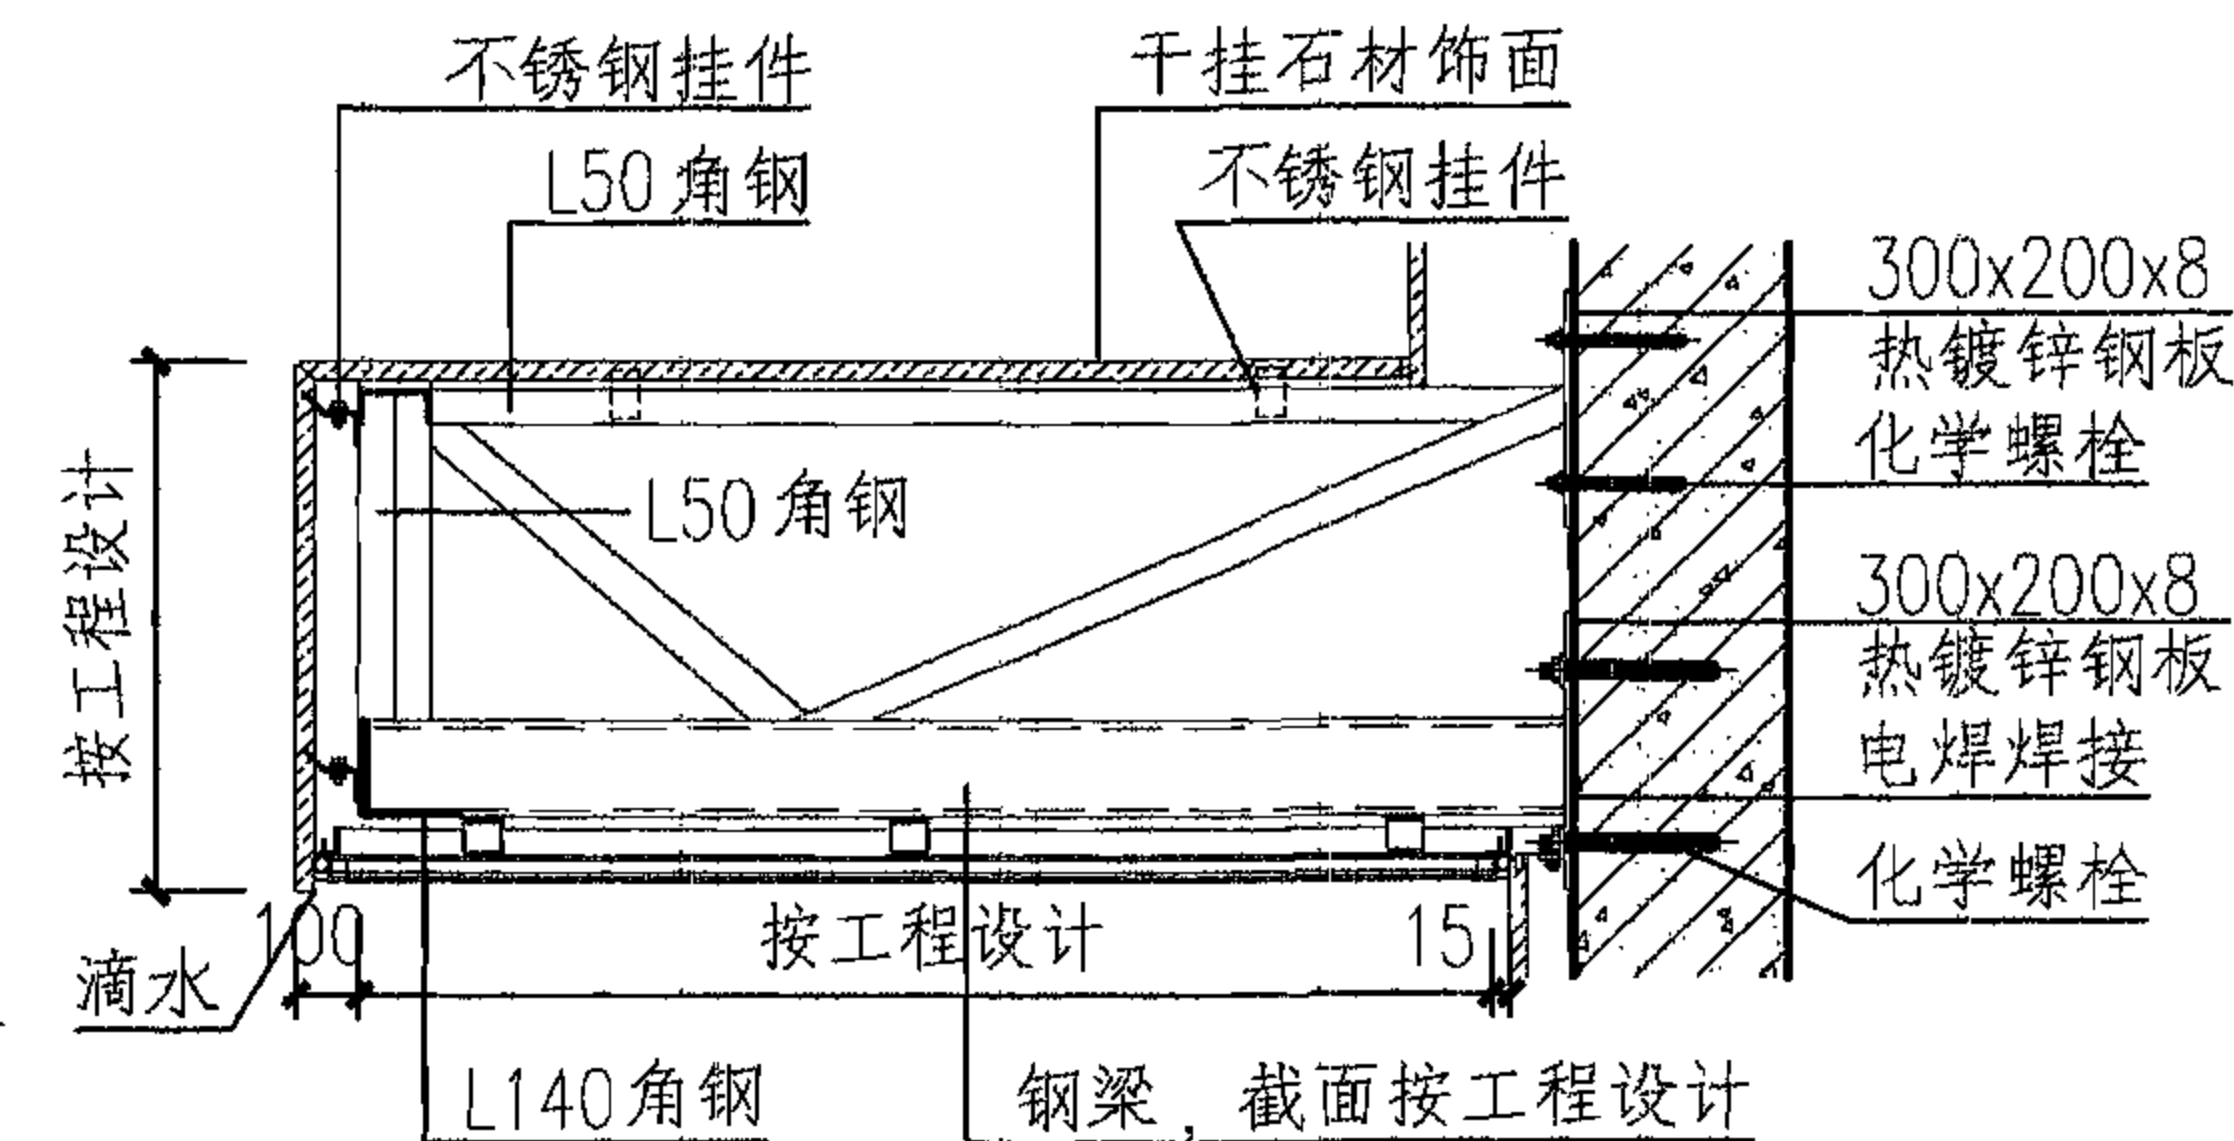 不锈钢挂件
干挂石材饰面
L50角钢
不锈钢挂件
300x200x8
热镀锌钢板
化学螺栓
L50角钢
按工程设计
300x200x8
热镀锌钢板
电焊焊接
化学螺栓
100
按工程设计
15
滴水
L140角钢
钢梁,截面按工程设计